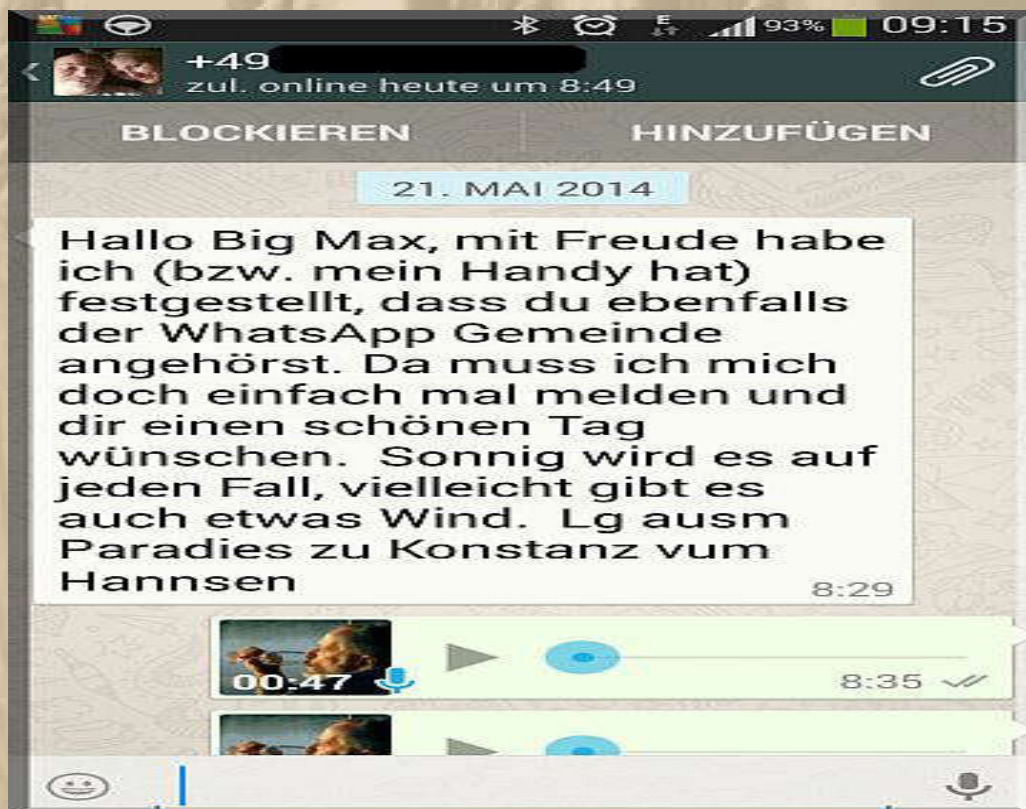 E 93% 09:15
+49
zul. online heute um 8:49
BLOCKIEREN HINZUFÜGEN
21. MAI 2014
Hallo Big Max, mit Freude habe
ich (bzw. mein Handy hat)
festgestellt, dass du ebenfalls
der WhatsApp Gemeinde
angehörst. Da muss ich mich
doch einfach mal melden und
dir einen schönen Tag
wünschen.  Sonnig wird es auf
jeden Fall, vielleicht gibt es
auch etwas Wind.  Lg ausm
Paradies zu Konstanz vum
Hannsen
8:29
00:47 8:35